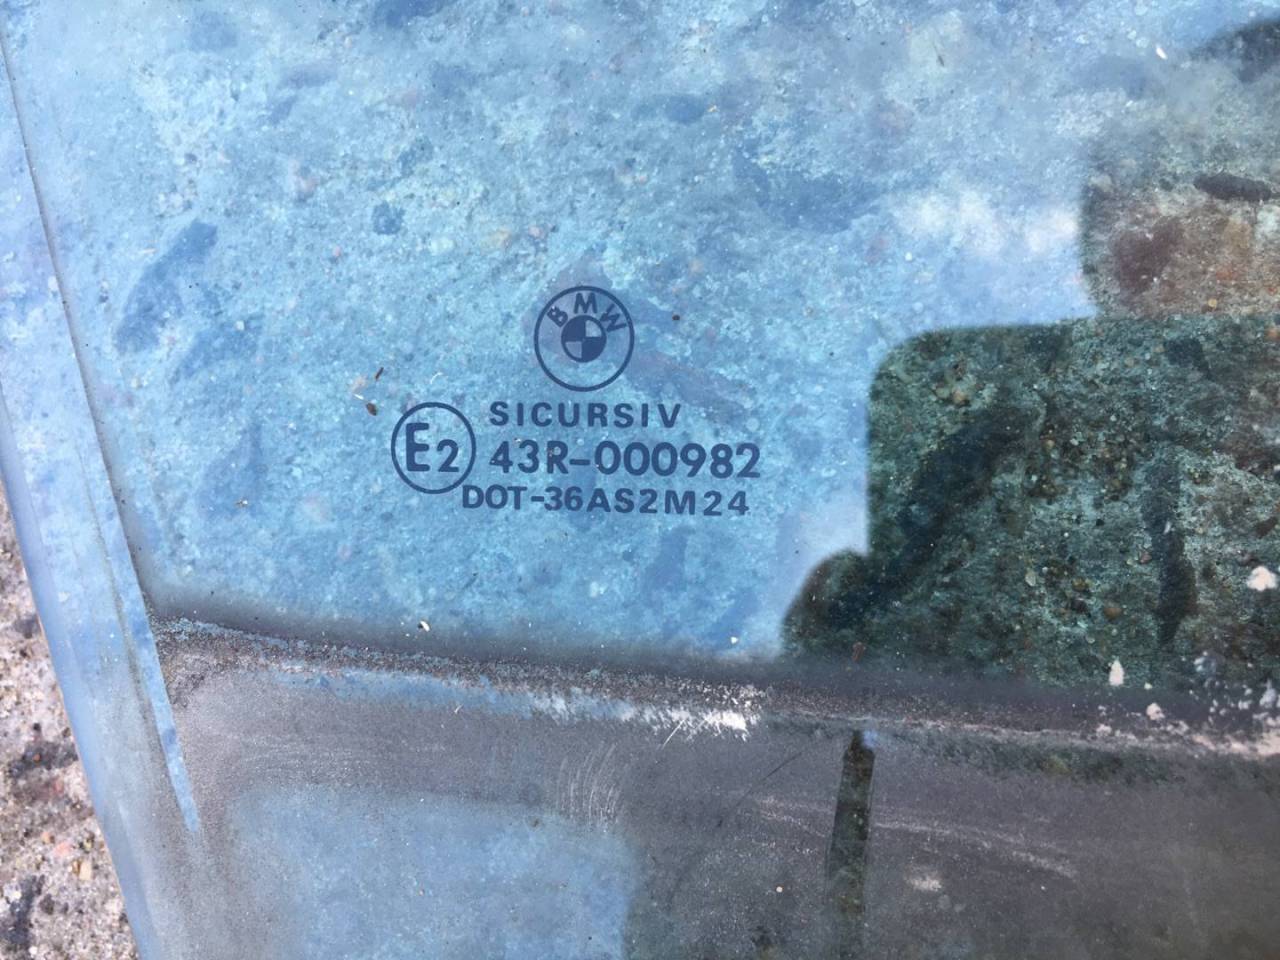 BMW
SICURSIV
E2 43R-000982
DOT-36AS2M24